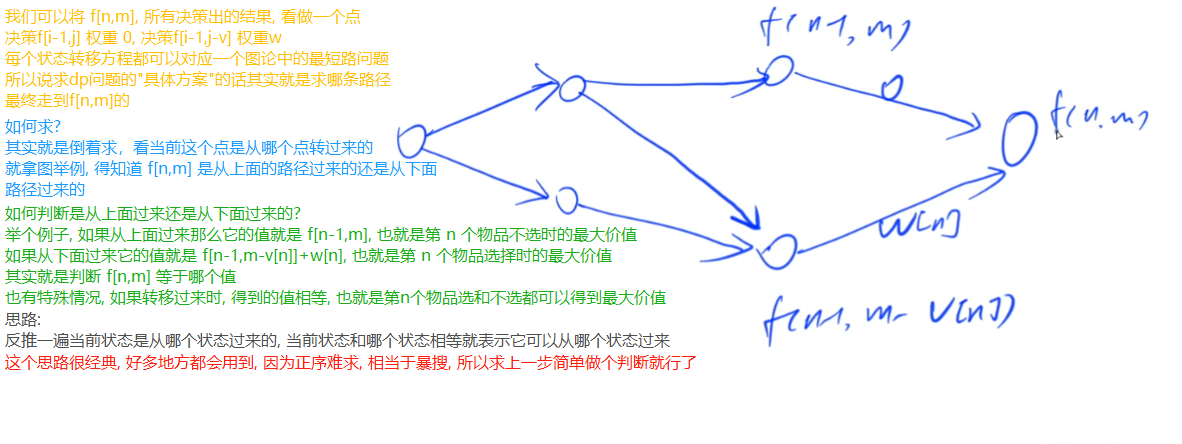 我们可以将 f[n,m], 所有决策出的结果, 看做一个点
决策f[i-1,j] 权重 0, 决策f[i-1,j-v] 权重w
每个状态转移方程都可以对应一个图论中的最短路问题
所以说求dp问题的"具体方案"的话其实就是求哪条路径
最终走到f[n,m]的
如何求?
其实就是倒着求，看当前这个点是从哪个点转过来的
就拿图举例, 得知道 f[n,m] 是从上面的路径过来的还是从下面
路径过来的
如何判断是从上面过来还是从下面过来的?
举个例子, 如果从上面过来那么它的值就是 f[n-1,m], 也就是第 n 个物品不选时的最大价值
如果从下面过来它的值就是 f[n-1,m-v[n]]+w[n], 也就是第 n 个物品选择时的最大价值
其实就是判断 f[n,m] 等于哪个值
也有特殊情况, 如果转移过来时, 得到的值相等, 也就是第n个物品选和不选都可以得到最大价值
思路:
反推一遍当前状态是从哪个状态过来的, 当前状态和哪个状态相等就表示它可以从哪个状态过来
这个思路很经典, 好多地方都会用到, 因为正序难求, 相当于暴搜, 所以求上一步简单做个判断就行了
f(n-1, m)
0
f(n,m)
w[n]
f(n-1, m-v[n])